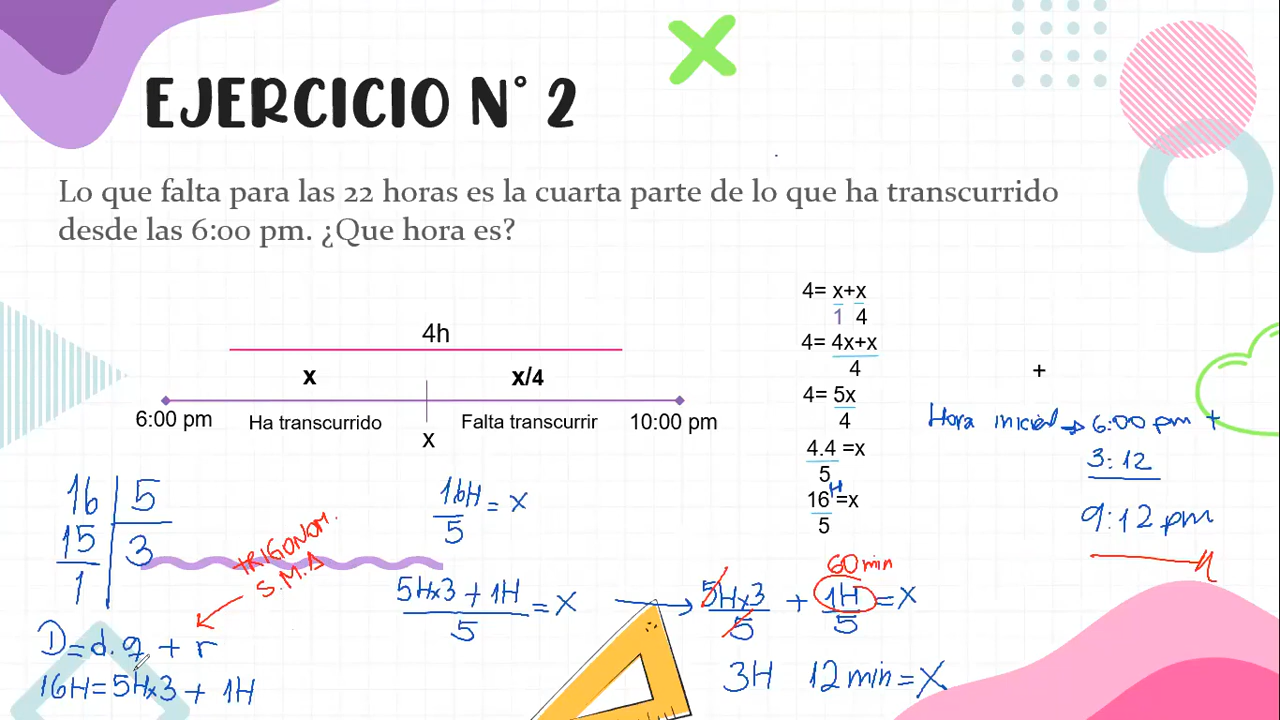 EJERCICIO N° 2
Lo que falta para las 22 horas es la cuarta parte de lo que ha transcurrido
desde las 6:00 pm. ¿Que hora es?
4h
x
x/4
6:00 pm
Ha transcurrido
x
Falta transcurrir
10:00 pm
4= x+x
1 4
4= 4x+x
4
4= 5x
4
4.4 =x
5
16H=x
5
+
Hora inicial → 6:00 pm +
3:12
9:12 pm
16 | 5
15 3
1
D = d.q + r
16H = 5Hx3 + 1H
TRIGONOM.
S.M.A
16H = x
5
5Hx3 + 1H = x
5
60min
5Hx3 + 1H = x
5 5
3H 12 min = x